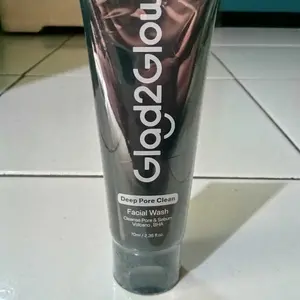 Glad2Glow
Deep Pore Clean
Facial Wash
Cleanse Pore & Sebum
Volcano, BHA